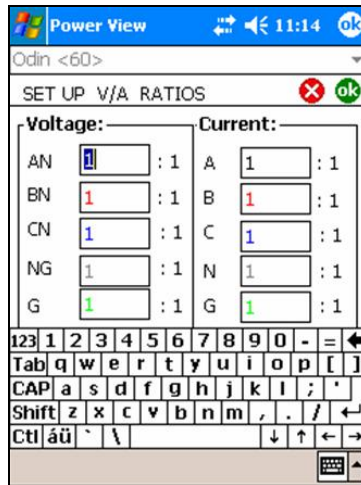 Power View 11:14 ok
Odin <60>
SET UP V/A RATIOS ok
Voltage: Current:
AN 1 : 1 A 1 : 1
BN 1 : 1 B 1 : 1
CN 1 : 1 C 1 : 1
NG 1 : 1 N 1 : 1
G 1 : 1 G 1 : 1
123 1 2 3 4 5 6 7 8 9 0 - =
Tab q w e r t y u i o p [ ]
CAP a s d f g h j k l ; '
Shift z x c v b n m , . /
Ctl áü ` \